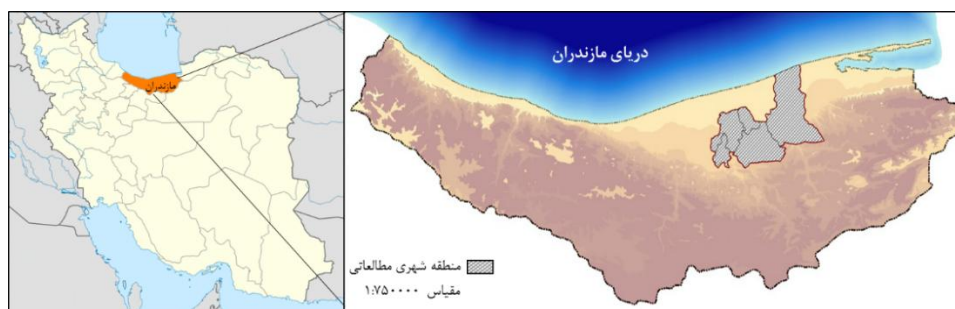 مازندران
دریای مازندران
منطقه شهری مطالعاتی
مقیاس ۱:۷۵۰۰۰۰